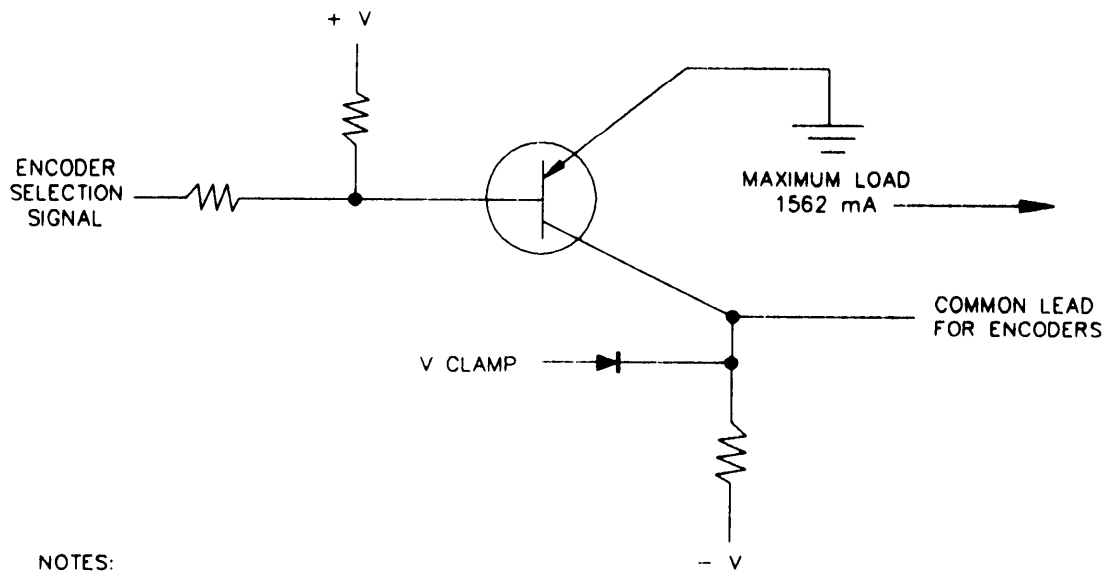 + V
ENCODER
SELECTION
SIGNAL
MAXIMUM LOAD
1562 mA
COMMON LEAD
FOR ENCODERS
V CLAMP
- V
NOTES: